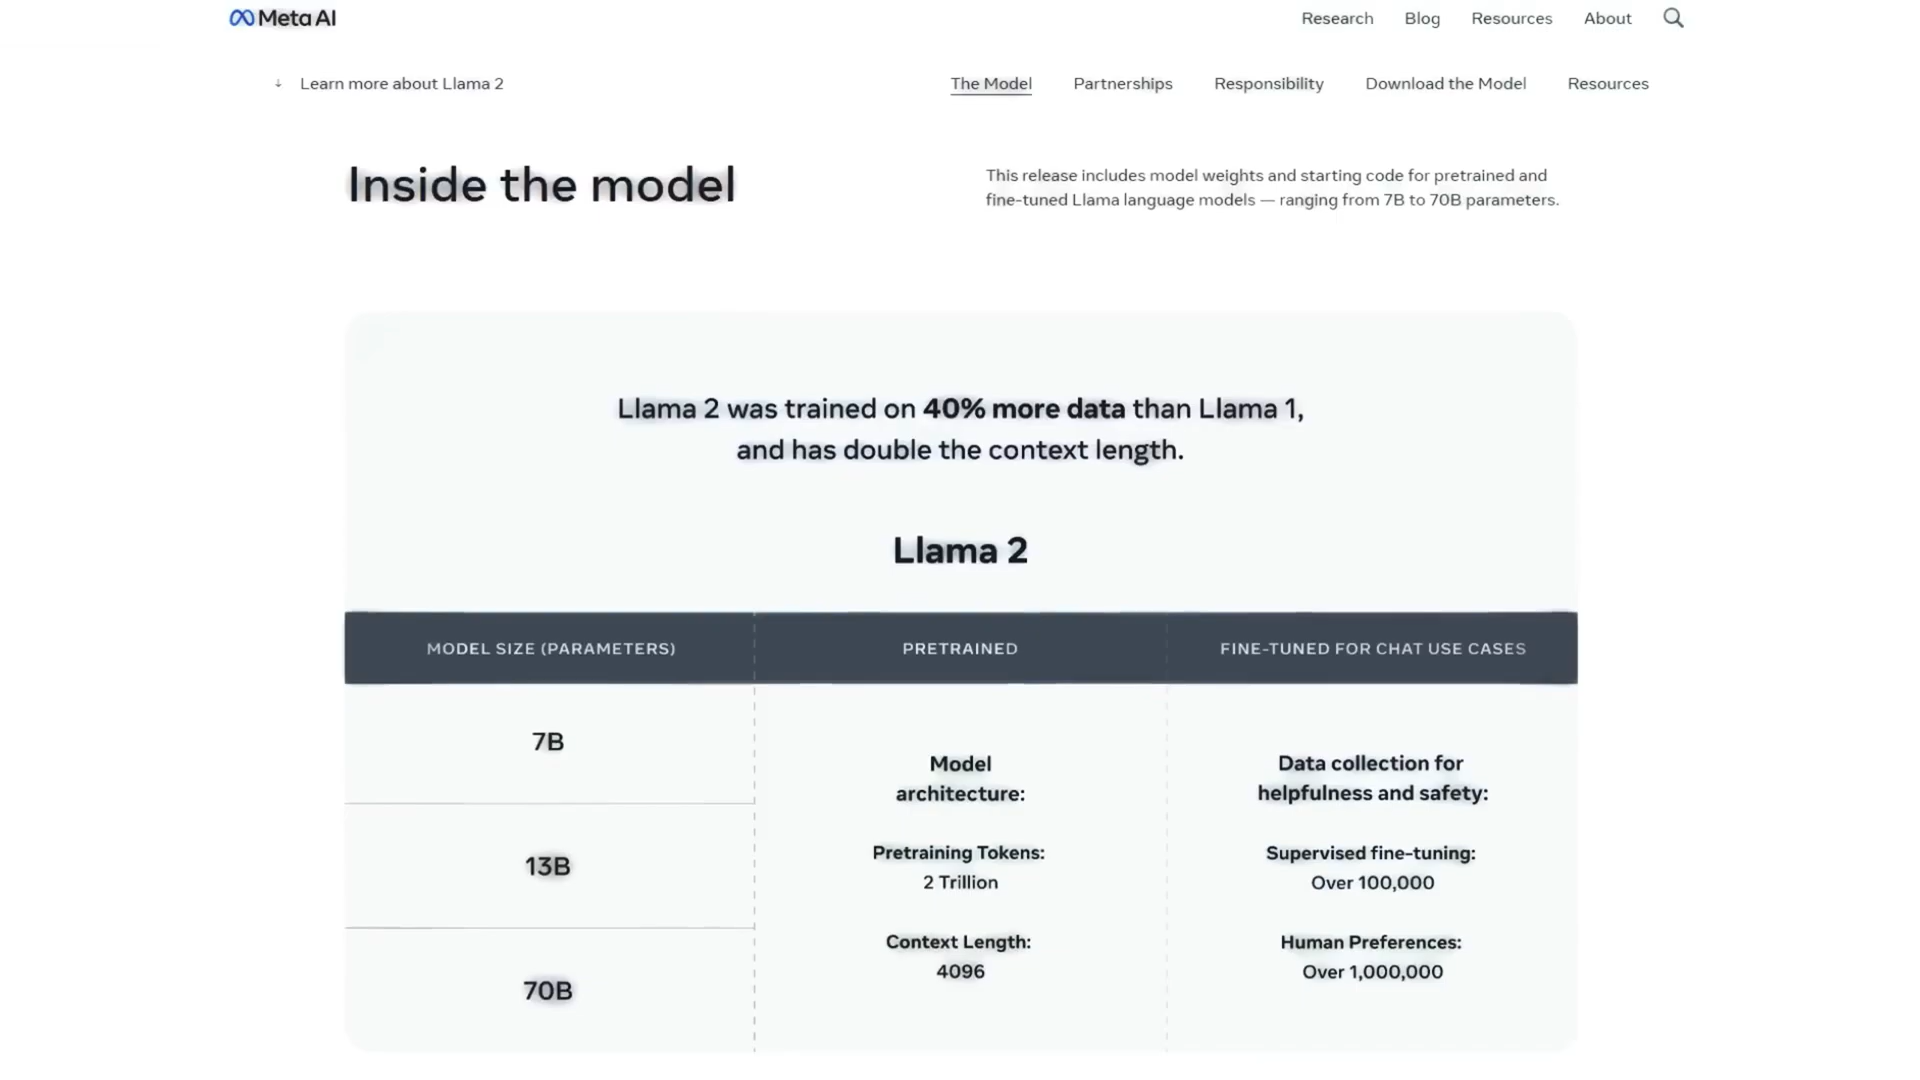 Meta AI
Research Blog Resources About
↓ Learn more about Llama 2
The Model Partnerships Responsibility Download the Model Resources
Inside the model
This release includes model weights and starting code for pretrained and
fine-tuned Llama language models — ranging from 7B to 70B parameters.
Llama 2 was trained on 40% more data than Llama 1,
and has double the context length.
Llama 2
MODEL SIZE (PARAMETERS) PRETRAINED FINE-TUNED FOR CHAT USE CASES
7B
13B
70B
Model
architecture:
Pretraining Tokens:
2 Trillion
Context Length:
4096
Data collection for
helpfulness and safety:
Supervised fine-tuning:
Over 100,000
Human Preferences:
Over 1,000,000